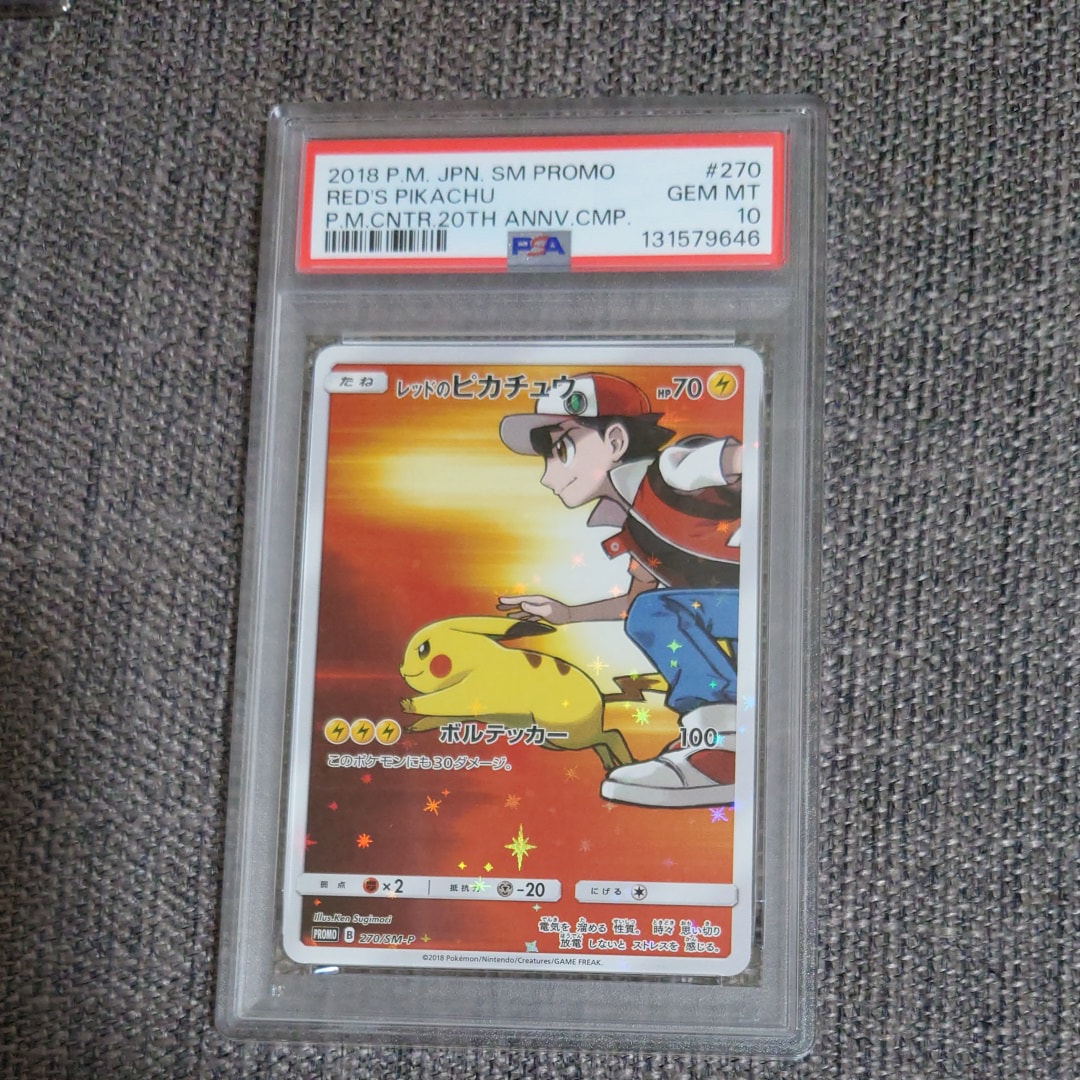 2018 P.M. JPN. SM PROMO #270
RED'S PIKACHU GEM MT
P.M.CNTR.20TH ANNV.CMP. 10
PSA 131579646
たね レッドのピカチュウ HP70
ボルテッカー 100
このポケモンにも30ダメージ。
弱点 ×2 抵抗力 -20 にげる
illus.Ken Sugimori
PROMO B 270/SM-P
電気を 溜める 性質。 時々 思い切り
放電 しないと ストレスを 感じる。
©2018 Pokémon/Nintendo/Creatures/GAME FREAK.